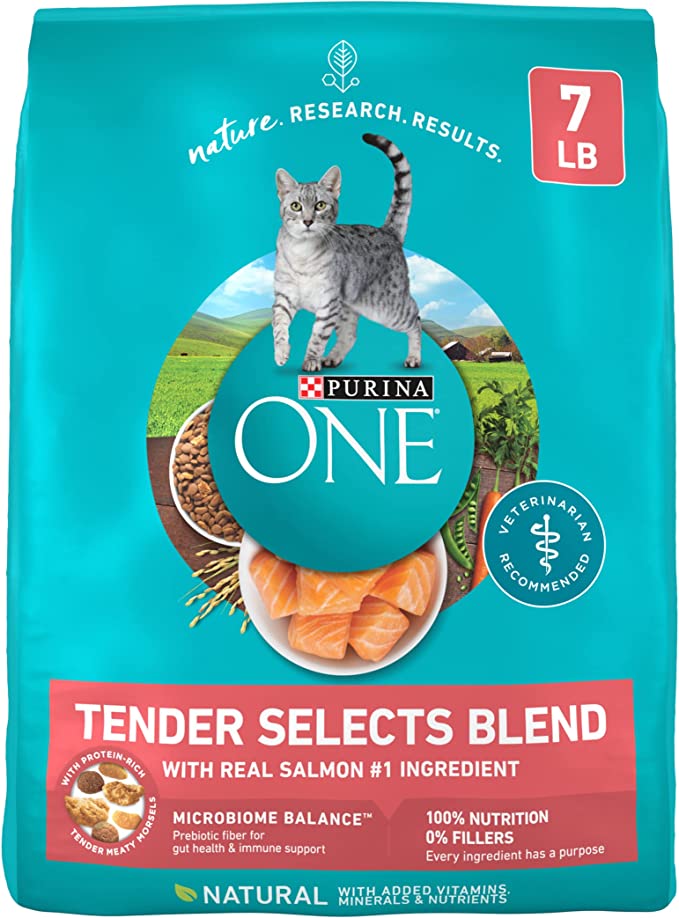 nature. RESEARCH. RESULTS.
7
LB
PURINA
ONE®
VETERINARIAN
RECOMMENDED
TENDER SELECTS BLEND
WITH REAL SALMON #1 INGREDIENT
WITH PROTEIN-RICH
TENDER MEATY MORSELS
MICROBIOME BALANCE™
Prebiotic fiber for
gut health & immune support
100% NUTRITION
0% FILLERS
Every ingredient has a purpose
NATURAL WITH ADDED VITAMINS,
MINERALS & NUTRIENTS